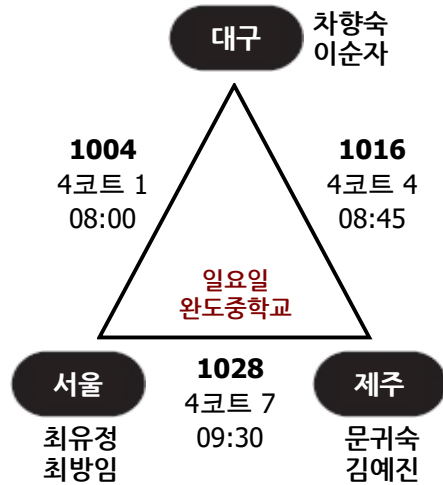 대구
차향숙
이순자
1004
4코트 1
08:00
1016
4코트 4
08:45
일요일
완도중학교
서울
최유정
최방임
1028
4코트 7
09:30
제주
문귀숙
김예진